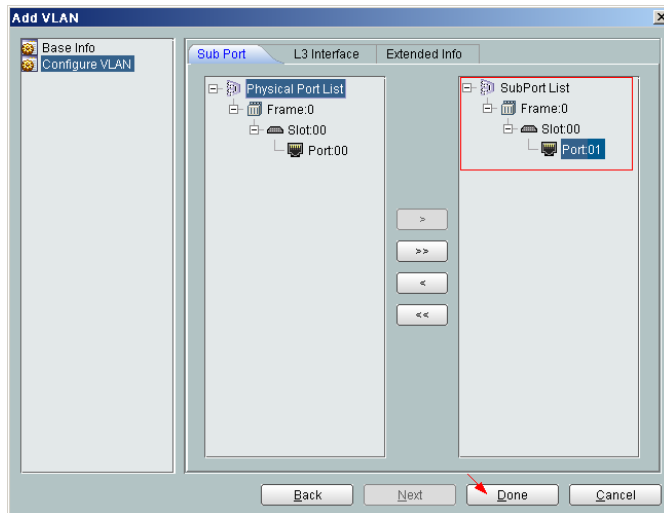 Add VLAN
Base Info
Configure VLAN
Sub Port L3 Interface Extended Info
Physical Port List
Frame:0
Slot:00
Port:00
>
>>
<
<<
SubPort List
Frame:0
Slot:00
Port:01
Back Next Done Cancel